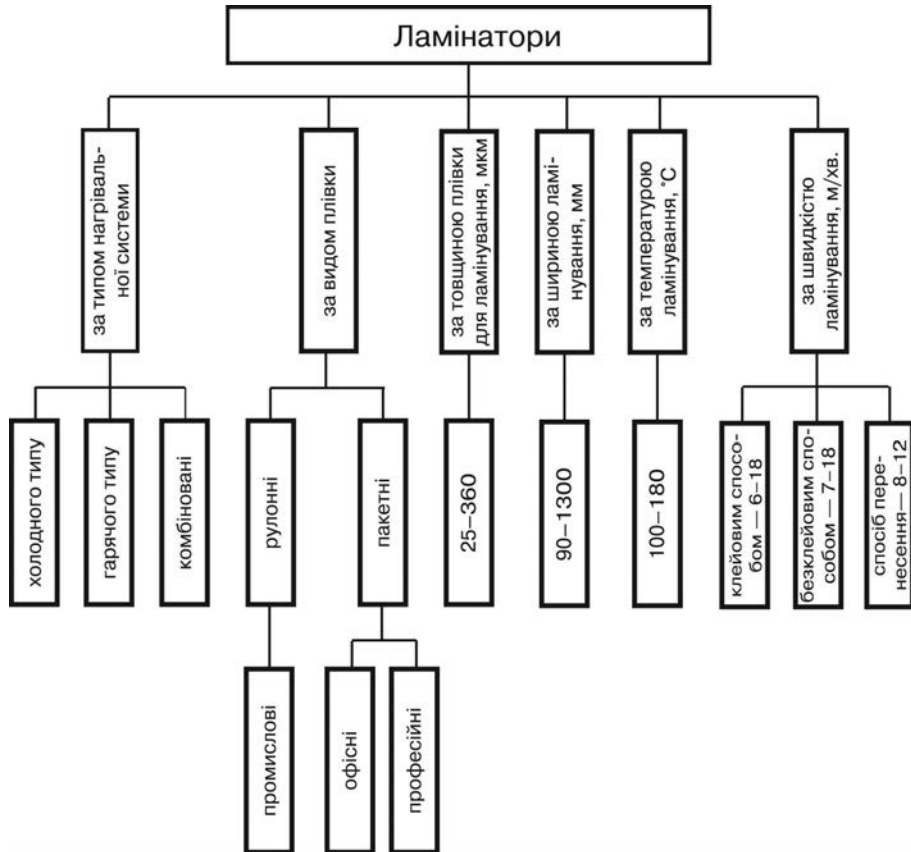 Ламінатори
за типом нагріваль-
ної системи
за видом плівки
за товщиною плівки
для ламінування, мкм
за шириною ламі-
нування, мм
за температурою
ламінування, °С
за швидкістю
ламінування, м/хв.
холодного типу
гарячого типу
комбіновані
рулонні
пакетні
25–360
90–1300
100–180
клейовим спосо-
бом — 6–18
безклейовим спо-
собом — 7–18
спосіб пере-
несення— 8–12
промислові
офісні
професійні